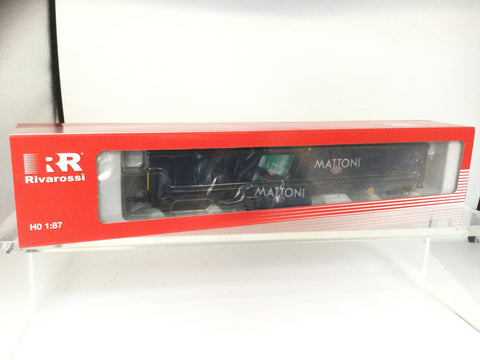 RR
Rivarossi
H0 1:87
MATTONI
MATTONI